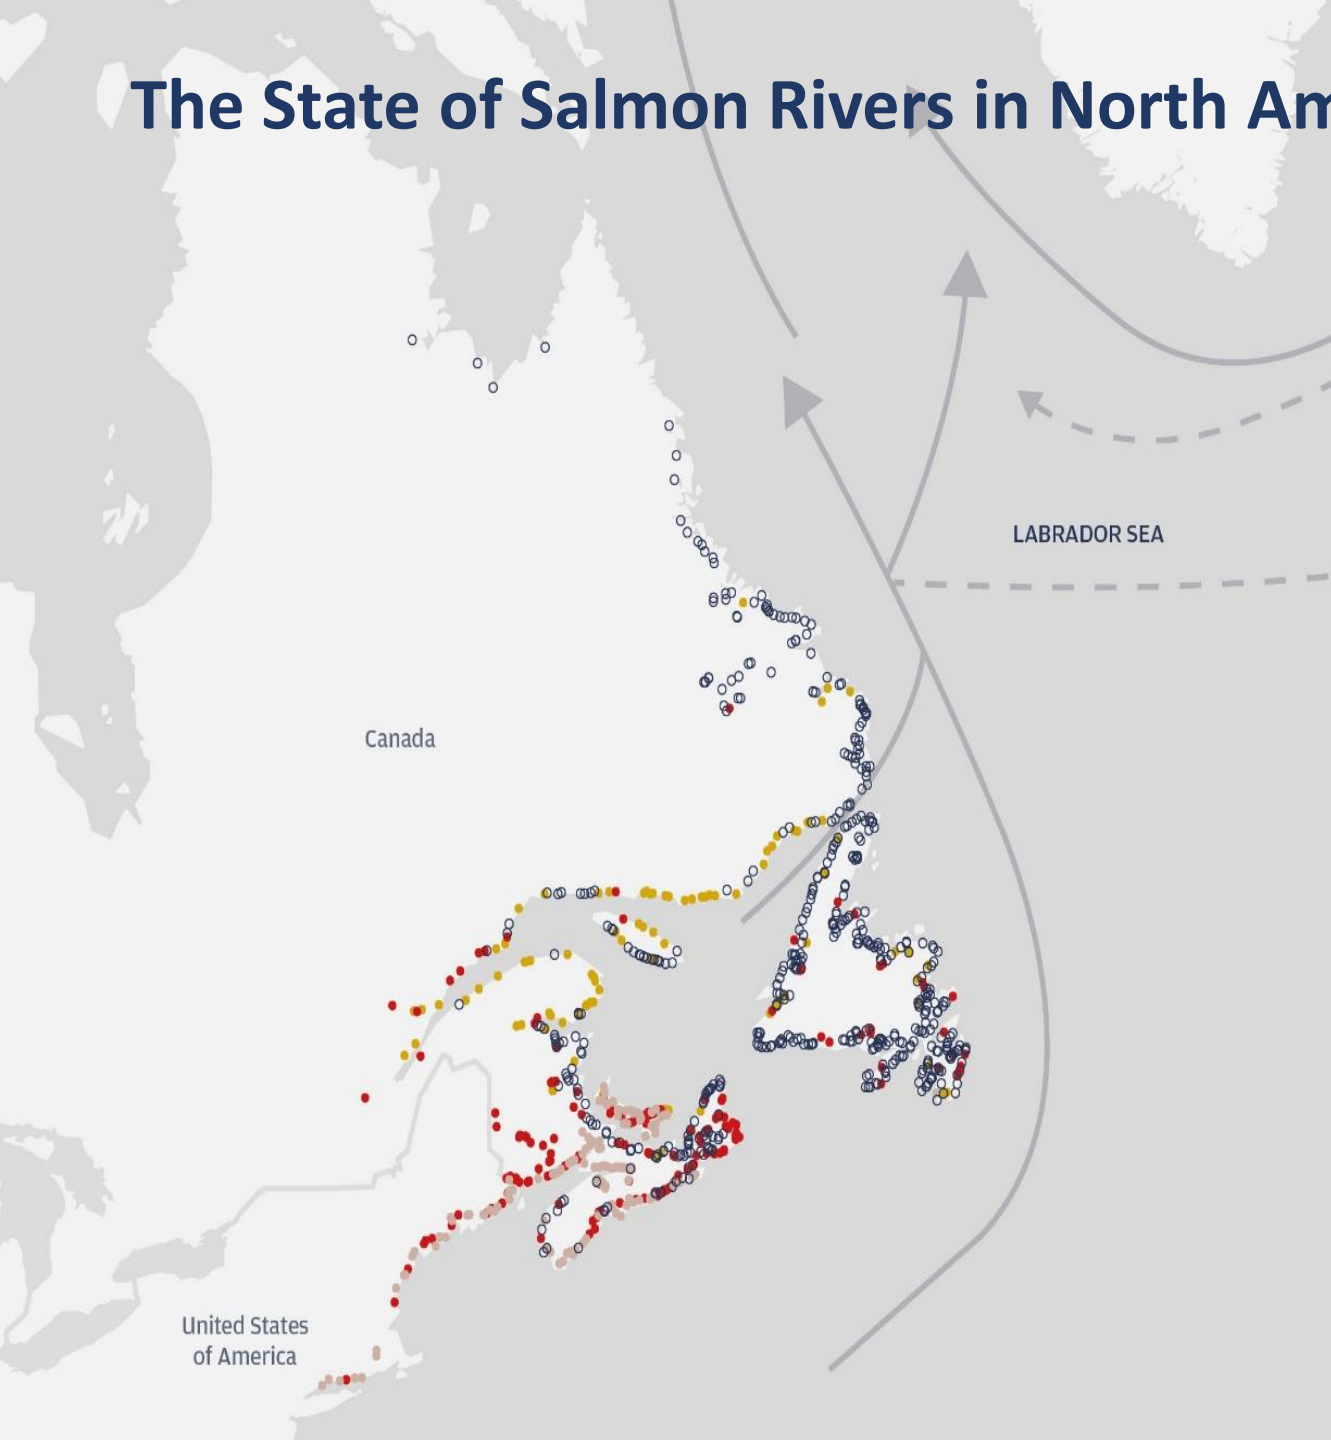 The State of Salmon Rivers in North Am
LABRADOR SEA
Canada
United States
of America